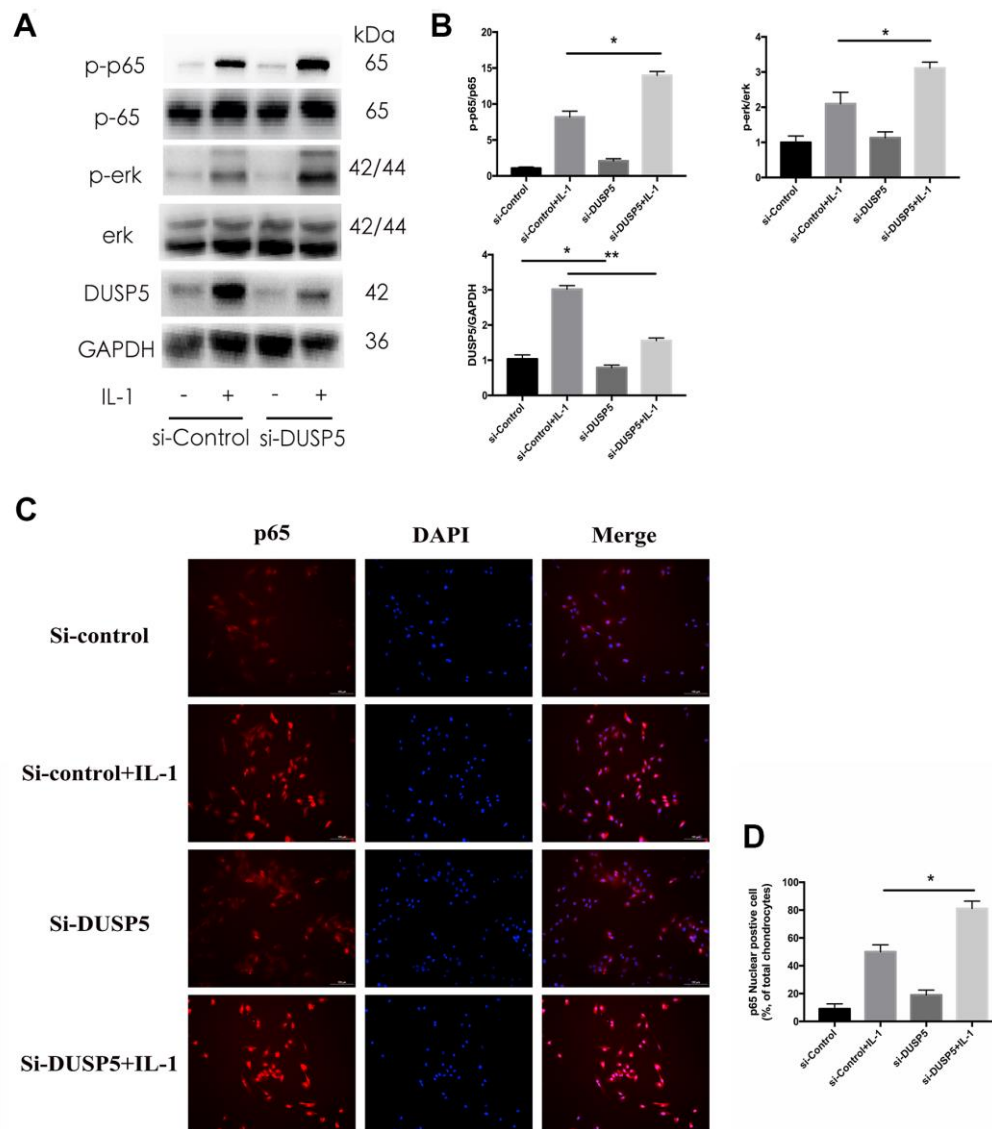 A
kDa
p-p65
65
p-65
65
p-erk
42/44
erk
42/44
DUSP5
42
GAPDH
36
IL-1 - + - +
si-Control si-DUSP5
B
*
p-p65/p65
15
10
5
0
si-Control
si-Control+IL-1
si-DUSP5
si-DUSP5+IL-1
*
p-erk/erk
4
3
2
1
0
si-Control
si-Control+IL-1
si-DUSP5
si-DUSP5+IL-1
* **
DUSP5/GAPDH
4
3
2
1
0
si-Control
si-Control+IL-1
si-DUSP5
si-DUSP5+IL-1
C
p65 DAPI Merge
Si-control
Si-control+IL-1
Si-DUSP5
Si-DUSP5+IL-1
D
*
p65 Nuclear postive cell
(%, of total chondrocytes)
100
80
60
40
20
0
si-Control
si-Control+IL-1
si-DUSP5
si-DUSP5+IL-1